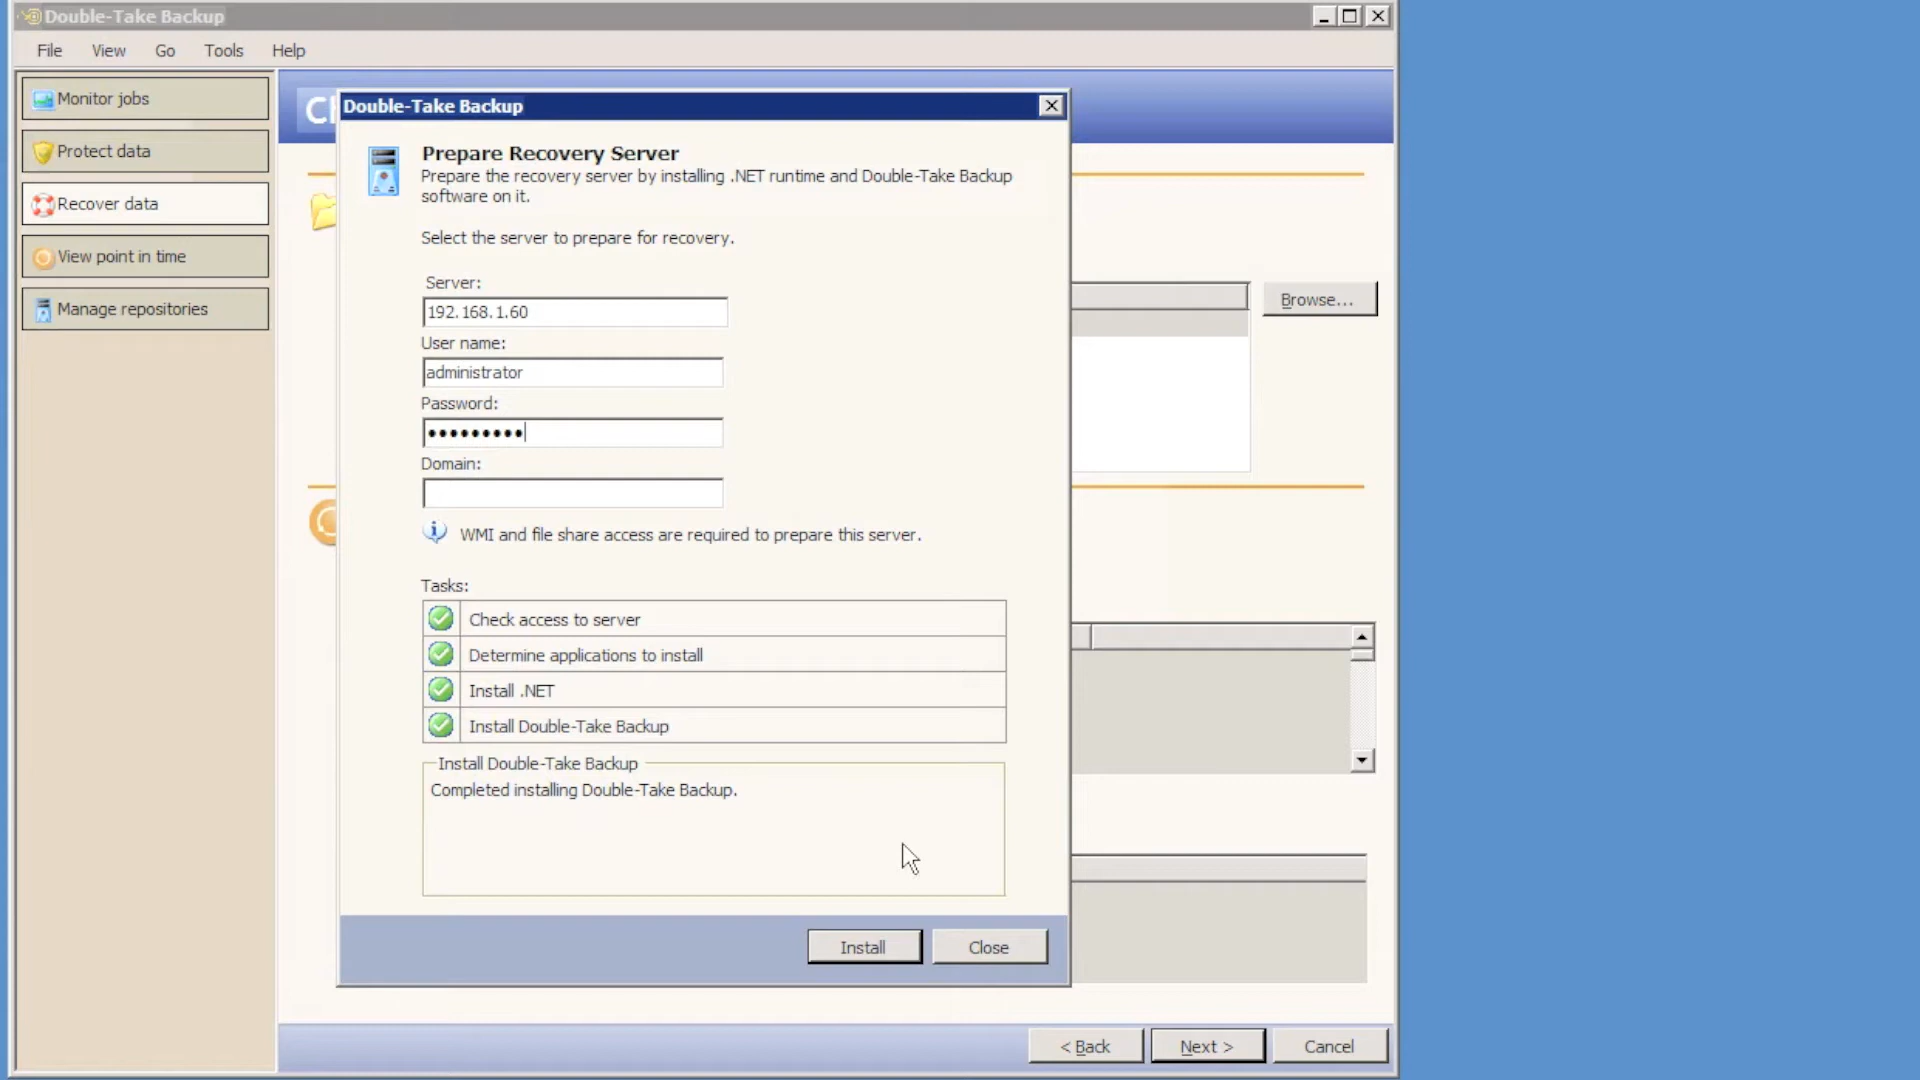 Double-Take Backup
File View Go Tools Help
Monitor jobs
Protect data
Recover data
View point in time
Manage repositories
Double-Take Backup
Prepare Recovery Server
Prepare the recovery server by installing .NET runtime and Double-Take Backup
software on it.
Select the server to prepare for recovery.
Server:
192.168.1.60
User name:
administrator
Password:
•••••••••
Domain:
WMI and file share access are required to prepare this server.
Tasks:
Check access to server
Determine applications to install
Install .NET
Install Double-Take Backup
Install Double-Take Backup
Completed installing Double-Take Backup.
Install Close
Browse...
< Back Next > Cancel